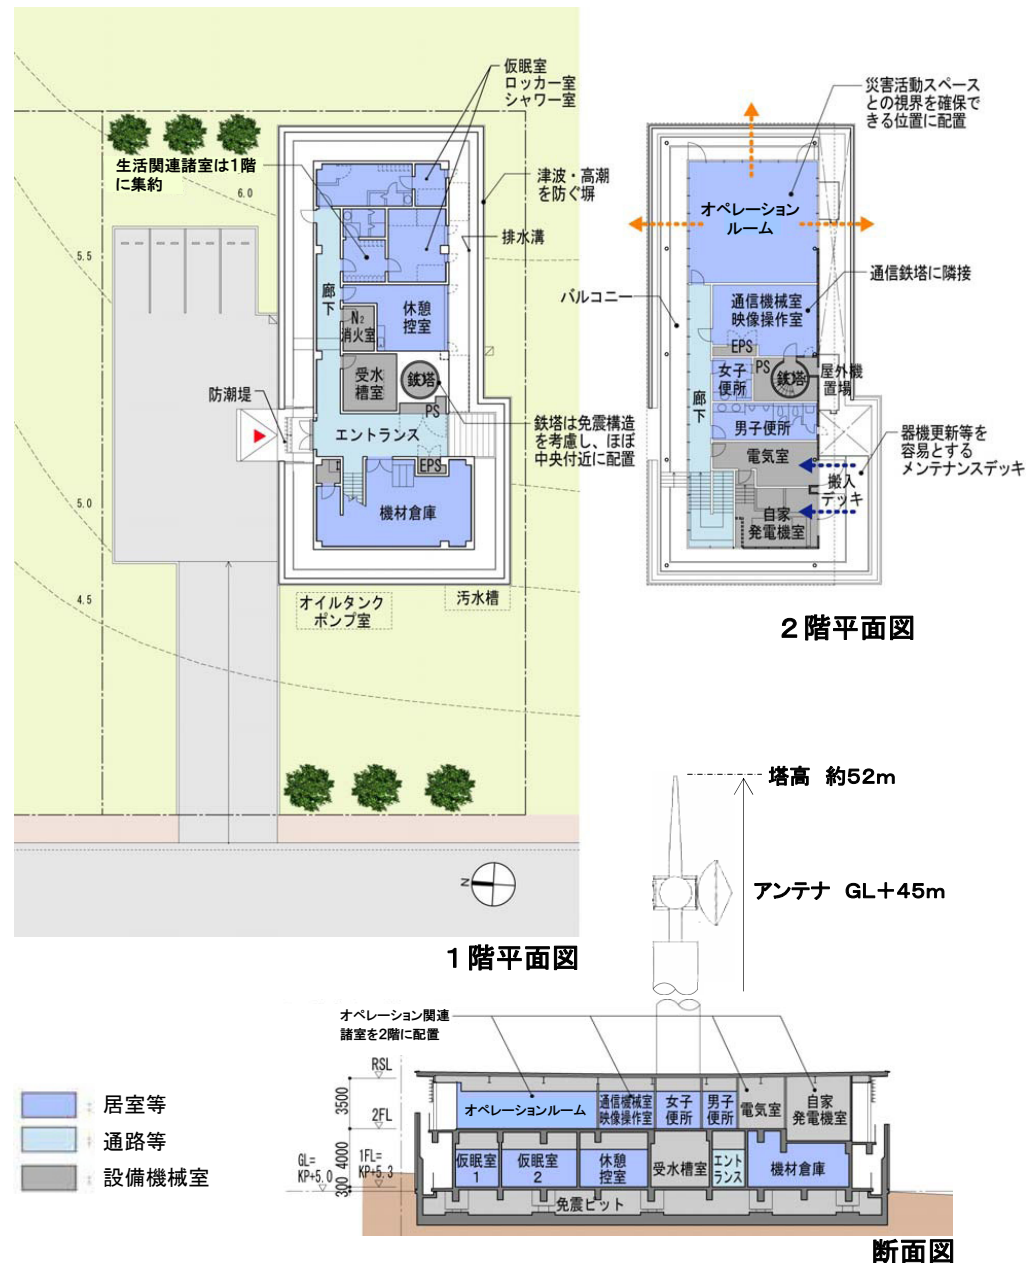 仮眠室
ロッカー室
シャワー室
生活関連諸室は1階
に集約
6.0
5.5
5.0
4.5
津波・高潮
を防ぐ塀
排水溝
廊下
休憩
控室
N2
消火室
受水
槽室
鉄塔
PS
防潮堤
エントランス
EPS
機材倉庫
鉄塔は免震構造
を考慮し、ほぼ
中央付近に配置
オイルタンク
ポンプ室
汚水槽
N
1階平面図
災害活動スペース
との視界を確保で
きる位置に配置
オペレーション
ルーム
通信鉄塔に隣接
バルコニー
通信機械室
映像操作室
EPS
女子
便所
PS
鉄塔
屋外機
置場
廊下
男子便所
電気室
器機更新等を
容易とする
メンテナンスデッキ
搬入
デッキ
自家
発電機室
2階平面図
塔高 約52m
アンテナ GL+45m
オペレーション関連
諸室を2階に配置
RSL
3500
2FL
4000
1FL=
KP+5.3
GL=
KP+5.0
300
オペレーションルーム
通信機械室
映像操作室
女子
便所
男子
便所
電気室
自家
発電機室
仮眠室
1
仮眠室
2
休憩
控室
受水槽室
エント
ランス
機材倉庫
免震ピット
断面図
居室等
通路等
設備機械室